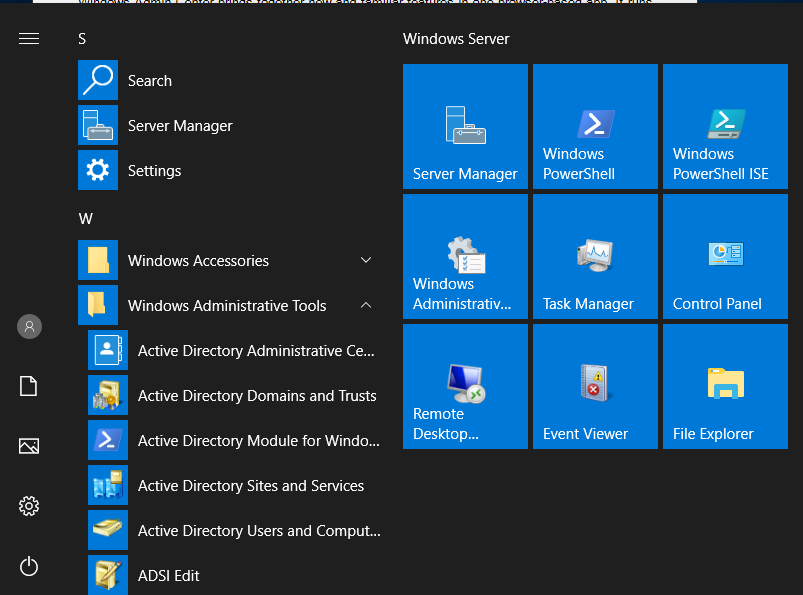 S
Search
Server Manager
Settings
W
Windows Accessories
Windows Administrative Tools
Active Directory Administrative Ce...
Active Directory Domains and Trusts
Active Directory Module for Windo...
Active Directory Sites and Services
Active Directory Users and Comput...
ADSI Edit
Windows Server
Server Manager
Windows
PowerShell
Windows
PowerShell ISE
Windows
Administrativ...
Task Manager
Control Panel
Remote
Desktop...
Event Viewer
File Explorer